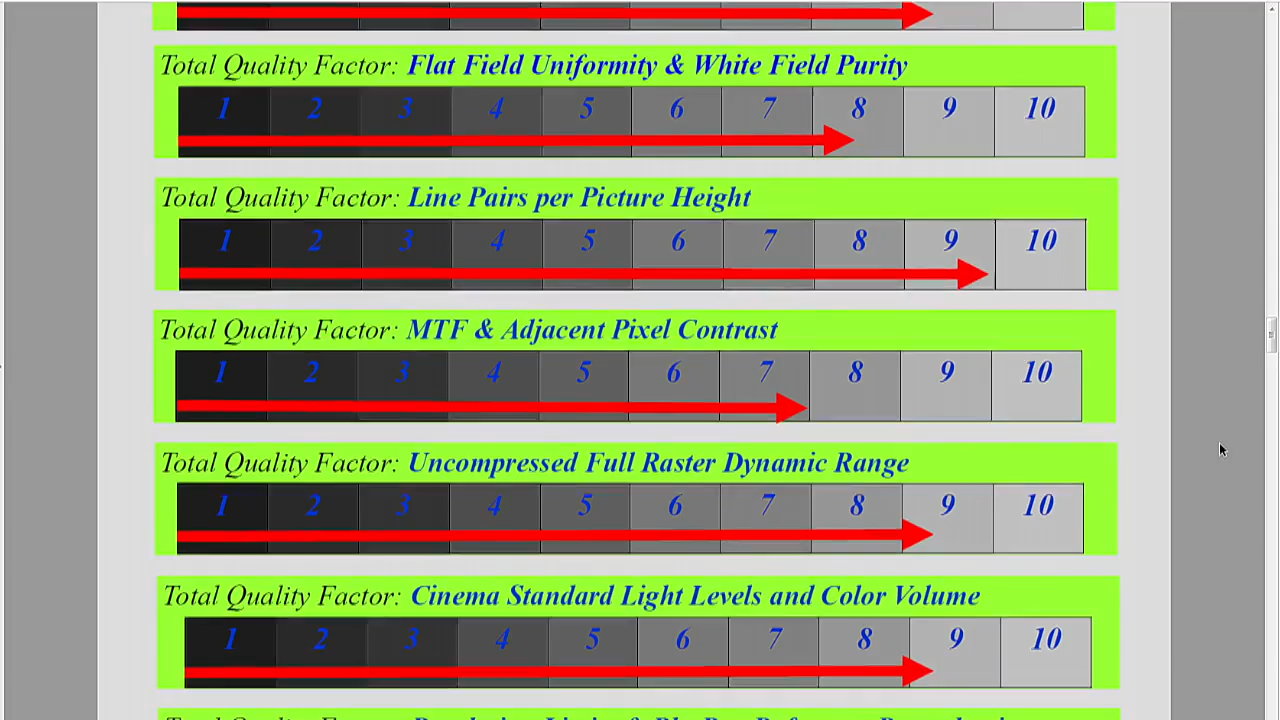 Total Quality Factor: Flat Field Uniformity & White Field Purity
1 2 3 4 5 6 7 8 9 10
Total Quality Factor: Line Pairs per Picture Height
1 2 3 4 5 6 7 8 9 10
Total Quality Factor: MTF & Adjacent Pixel Contrast
1 2 3 4 5 6 7 8 9 10
Total Quality Factor: Uncompressed Full Raster Dynamic Range
1 2 3 4 5 6 7 8 9 10
Total Quality Factor: Cinema Standard Light Levels and Color Volume
1 2 3 4 5 6 7 8 9 10